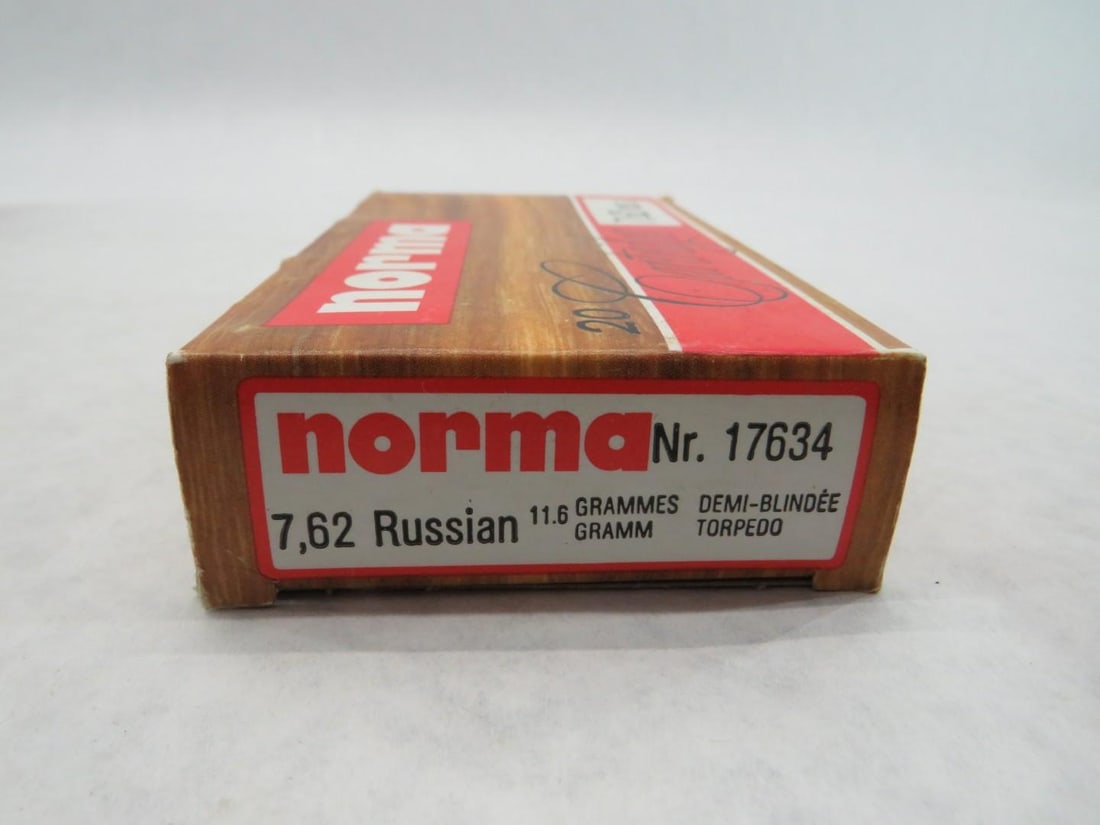 norma
20
norma Nr. 17634
7,62 Russian 11.6 GRAMMES DEMI-BLINDÉE
GRAMM TORPEDO